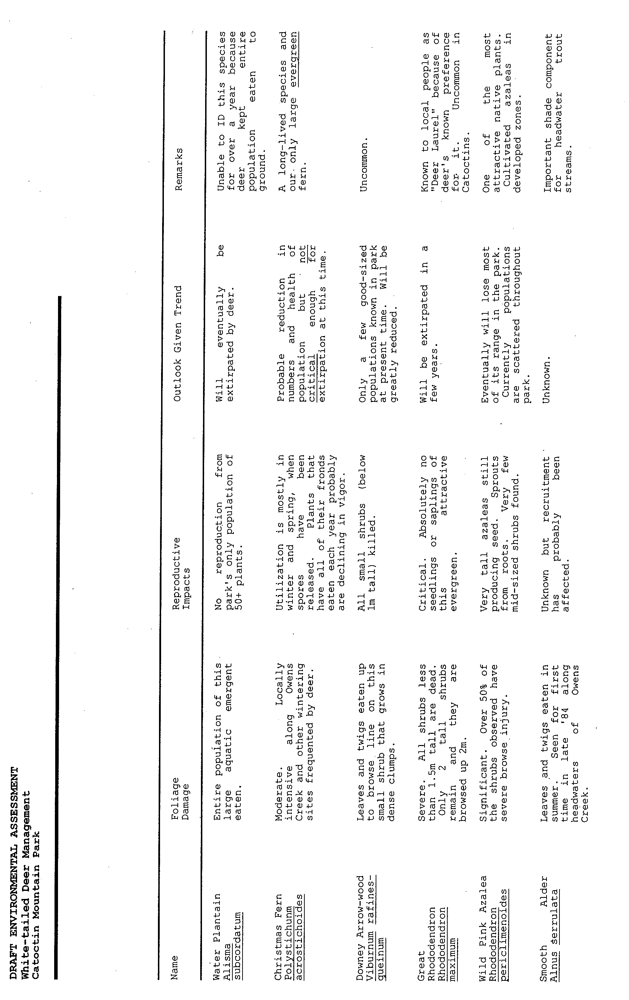 DRAFT ENVIRONMENTAL ASSESSMENT
White-tailed Deer Management
Catoctin Mountain Park
Name
Foliage
Damage
Reproductive
Impacts
Outlook Given Trend
Remarks
Water Plantain
Alisma
subcordatum
Entire population of this
large aquatic emergent
eaten.
No reproduction from
park's only population of
50+ plants.
Will eventually be
extirpated by deer.
Unable to ID this species
for over a year because
deer kept entire
population eaten to
ground.
Christmas Fern
Polystichunm
acrostichoides
Moderate. Locally
intensive along Owens
Creek and other wintering
sites frequented by deer.
Utilization is mostly in
winter and spring, when
spores have been
released. Plants that
have all of their fronds
eaten each year probably
are declining in vigor.
Probable reduction in
numbers and health of
population but not
critical enough for
extirpation at this time.
A long-lived species and
our only large evergreen
fern.
Downey Arrow-wood
Viburnum rafines-
queinum
Leaves and twigs eaten up
to browse line on this
small shrub that grows in
dense clumps.
All small shrubs (below
1m tall) killed.
Only a few good-sized
populations known in park
at present time. Will be
greatly reduced.
Uncommon.
Great
Rhododendron
Rhododendron
maximum
Severe. All shrubs less
than 1.5m tall are dead.
Only 2 tall shrubs
remain and they are
browsed up 2m.
Critical. Absolutely no
seedlings or saplings of
this attractive
evergreen.
Will be extirpated in a
few years.
Known to local people as
"Deer Laurel" because of
deer's known preference
for it. Uncommon in
Catoctins.
Wild Pink Azalea
Rhododendron
periclimenoides
Significant. Over 50% of
the shrubs observed have
severe browse injury.
Very tall azaleas still
producing seed. Sprouts
from roots. Very few
mid-sized shrubs found.
Eventually will lose most
of its range in the park.
Currently populations
are scattered throughout
park.
One of the most
attractive native plants.
Cultivated azaleas in
developed zones.
Smooth Alder
Alnus serrulata
Leaves and twigs eaten in
summer. Seen for first
time in late '84 along
headwaters of Owens
Creek.
Unknown but recruitment
has probably been
affected.
Unknown.
Important shade component
for headwater trout
streams.